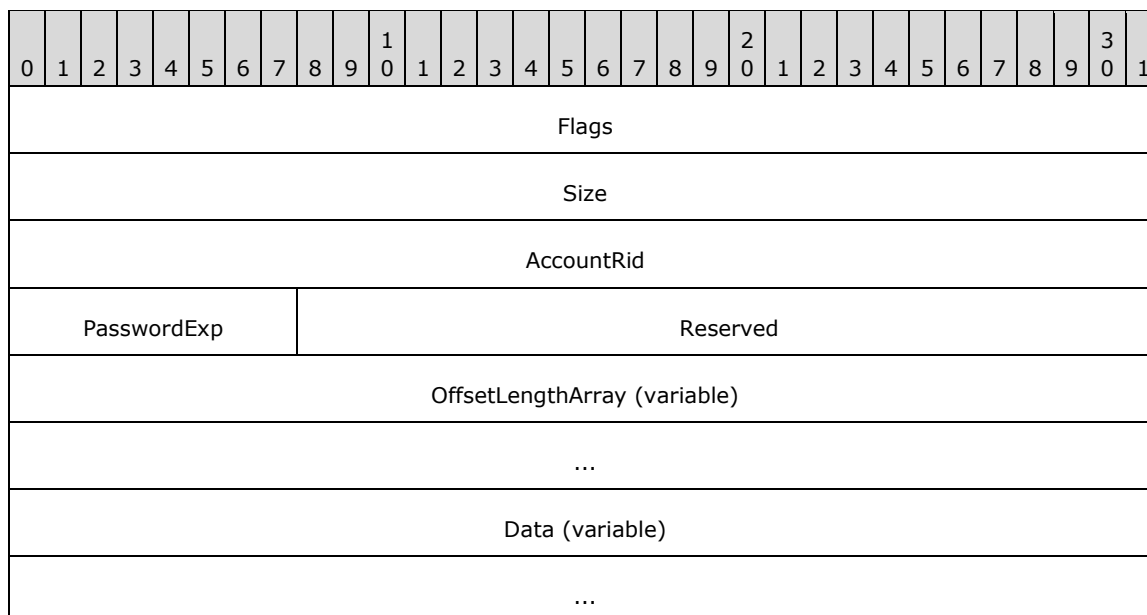 1 2 3
0 1 2 3 4 5 6 7 8 9 0 1 2 3 4 5 6 7 8 9 0 1 2 3 4 5 6 7 8 9 0 1
Flags
Size
AccountRid
PasswordExp Reserved
OffsetLengthArray (variable)
...
Data (variable)
...